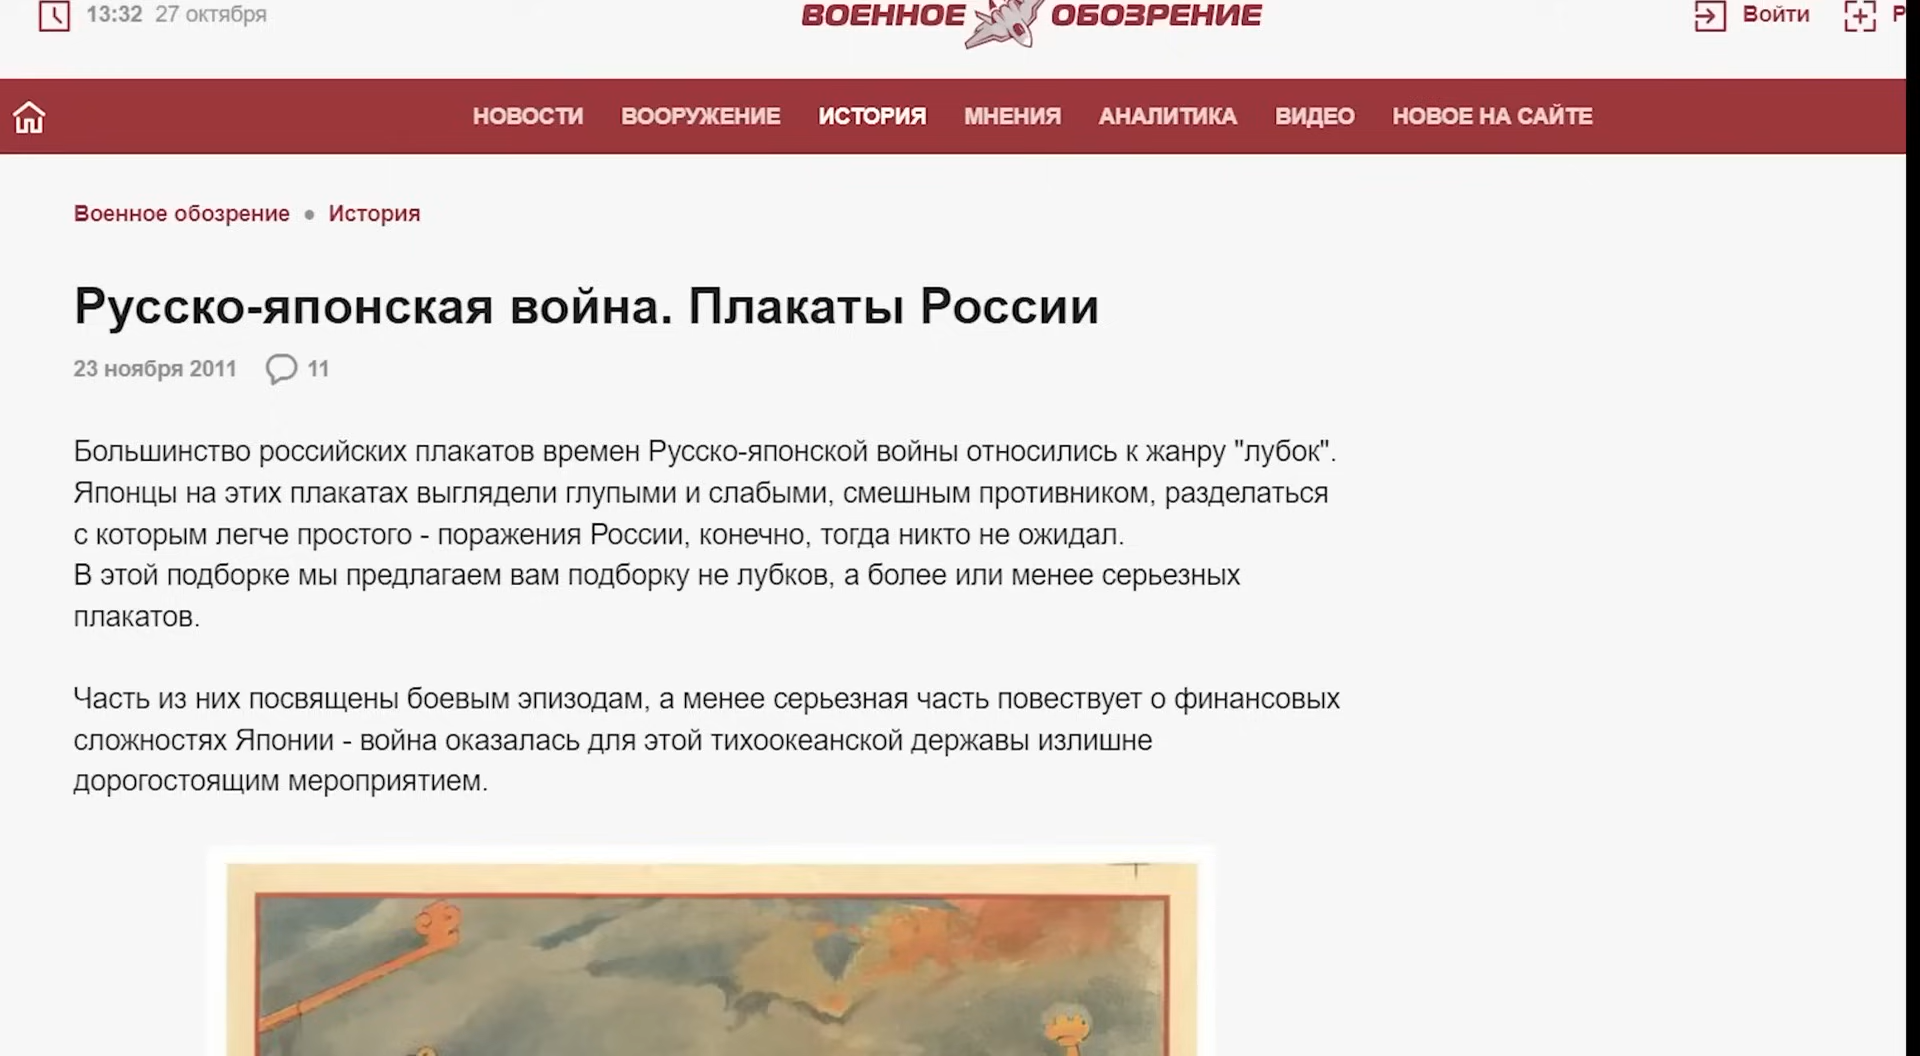 13:32 27 октября
ВОЕННОЕ ОБОЗРЕНИЕ
Войти
НОВОСТИ ВООРУЖЕНИЕ ИСТОРИЯ МНЕНИЯ АНАЛИТИКА ВИДЕО НОВОЕ НА САЙТЕ
Военное обозрение • История
Русско-японская война. Плакаты России
23 ноября 2011 11
Большинство российских плакатов времен Русско-японской войны относились к жанру "лубок".
Японцы на этих плакатах выглядели глупыми и слабыми, смешным противником, разделаться
с которым легче простого - поражения России, конечно, тогда никто не ожидал.
В этой подборке мы предлагаем вам подборку не лубков, а более или менее серьезных
плакатов.
Часть из них посвящены боевым эпизодам, а менее серьезная часть повествует о финансовых
сложностях Японии - война оказалась для этой тихоокеанской державы излишне
дорогостоящим мероприятием.